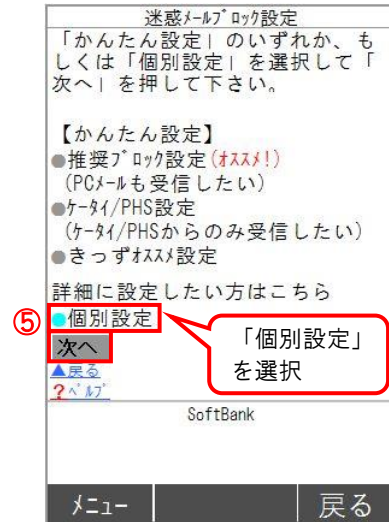 迷惑ﾒｰﾙﾌﾞﾛｯｸ設定
「かんたん設定」のいずれか、も
しくは「個別設定」を選択して「
次へ」を押して下さい。
【かんたん設定】
●推奨ﾌﾞﾛｯｸ設定(ｵｽｽﾒ!)
(PCﾒｰﾙも受信したい)
●ｹｰﾀｲ/PHS設定
(ｹｰﾀｲ/PHSからのみ受信したい)
●きっずｵｽｽﾒ設定
詳細に設定したい方はこちら
⑤ ●個別設定
「個別設定」
を選択
次へ
▲戻る
?ﾍﾙﾌﾟ
SoftBank
ﾒﾆｭｰ 戻る